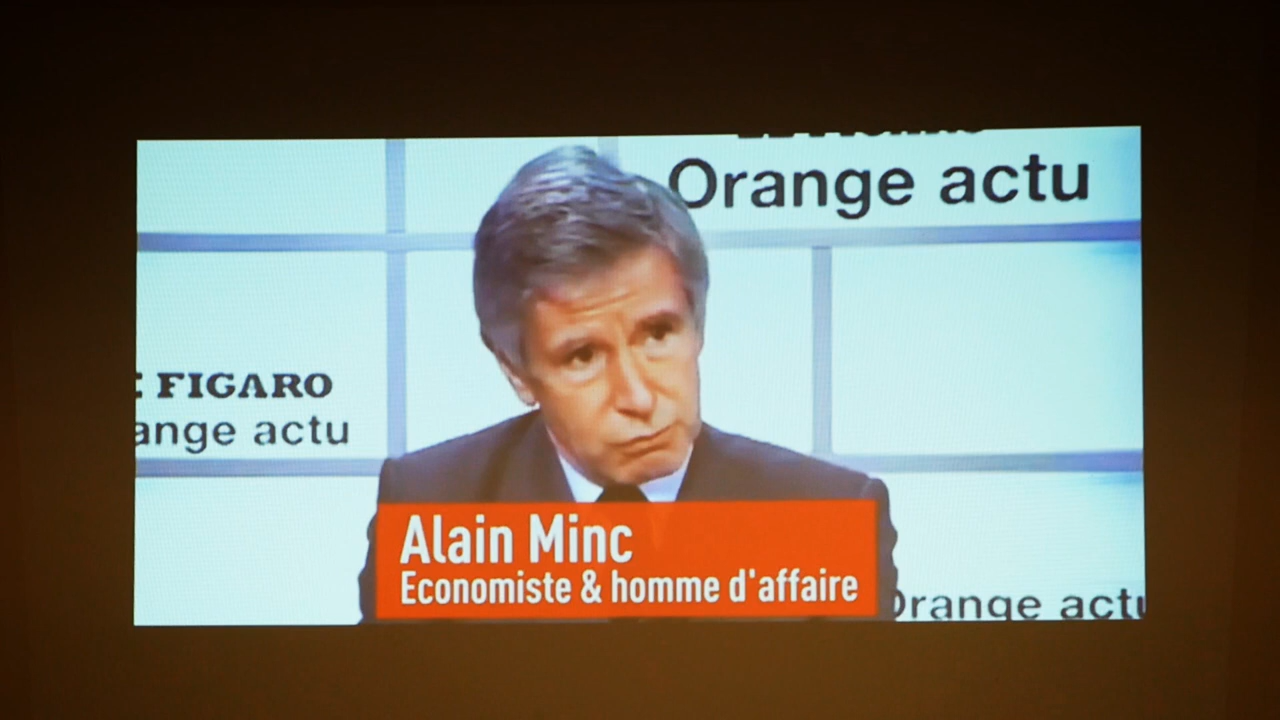 Orange actu
FIGARO
ange actu
Alain Minc
Economiste & homme d'affaire
Orange actu